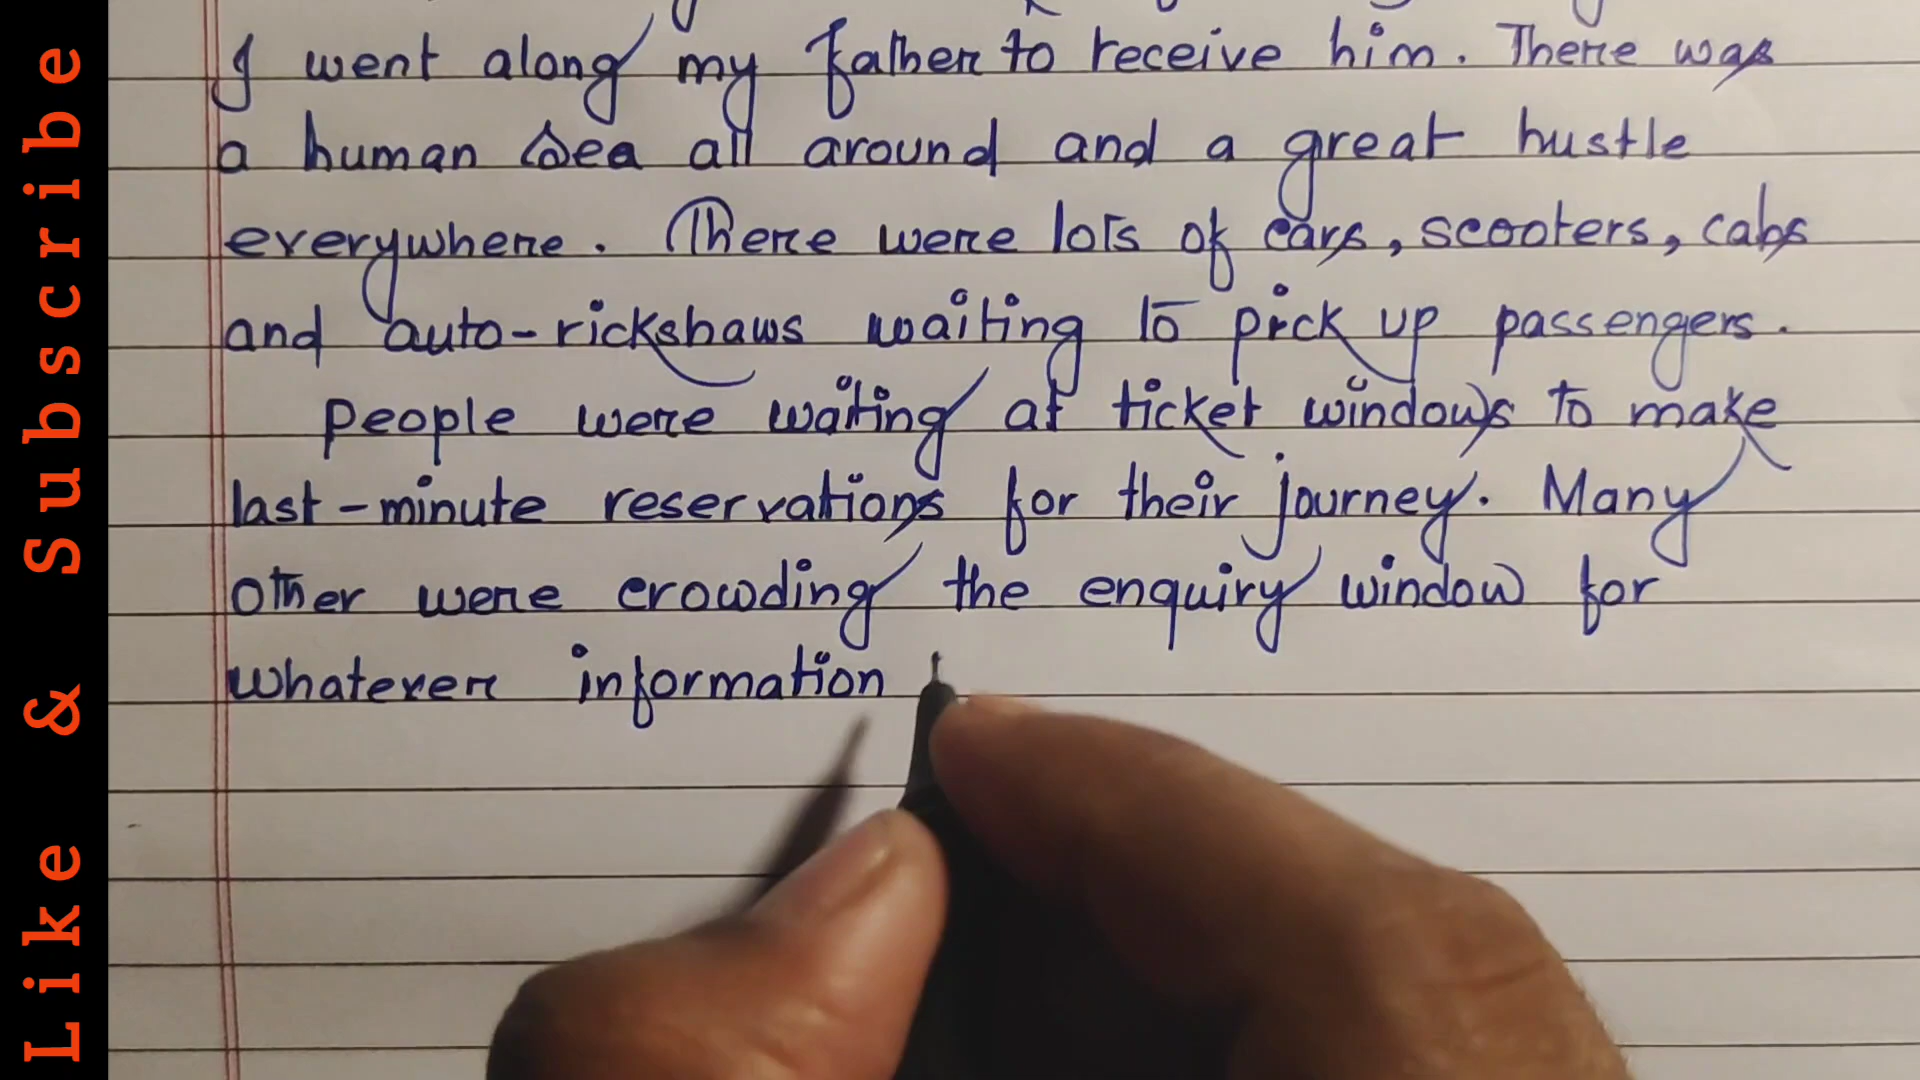 Like & Subscribe
I went along my father to receive him. There was
a human sea all around and a great hustle
everywhere. There were lots of cars, scooters, cabs
and auto-rickshaws waiting to pick up passengers.
People were waiting at ticket windows to make
last-minute reservations for their journey. Many
other were crowding the enquiry window for
whatever information